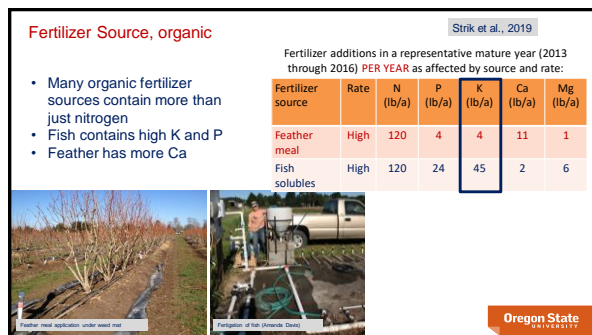 Fertilizer Source, organic
Strik et al., 2019
• Many organic fertilizer
sources contain more than
just nitrogen
• Fish contains high K and P
• Feather has more Ca
Fertilizer additions in a representative mature year (2013
through 2016) PER YEAR as affected by source and rate:
Fertilizer source Rate N (lb/a) P (lb/a) K (lb/a) Ca (lb/a) Mg (lb/a)
Feather meal High 120 4 4 11 1
Fish solubles High 120 24 45 2 6
Feather meal application under weed mat
Fertigation of fish (Amanda Davis)
Oregon State
UNIVERSITY